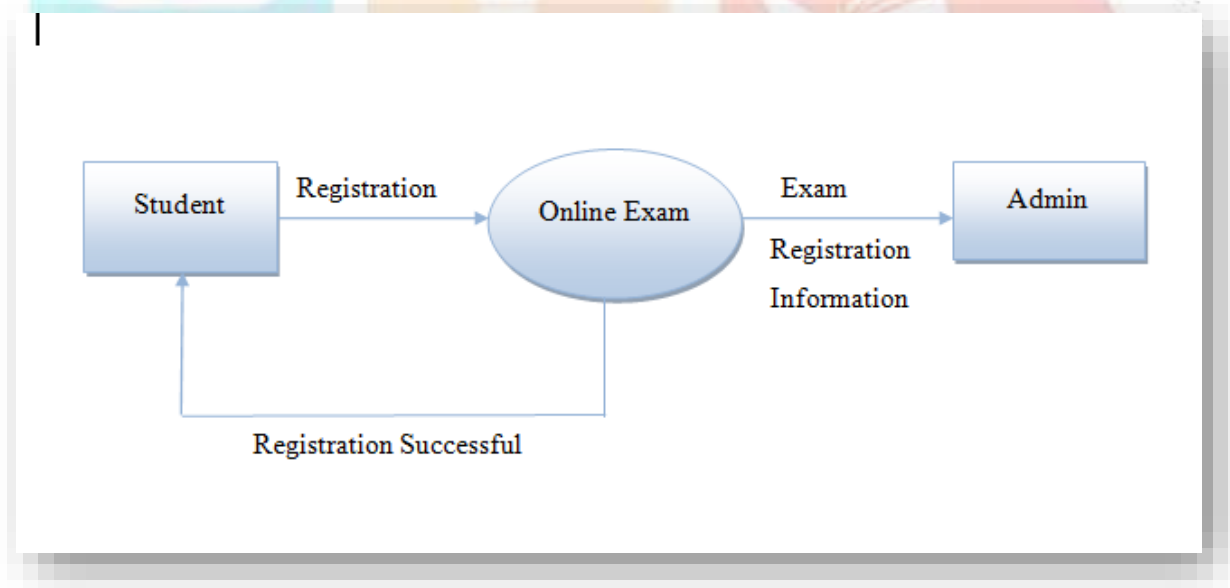 Student
Registration
Online Exam
Exam
Registration
Information
Admin
Registration Successful